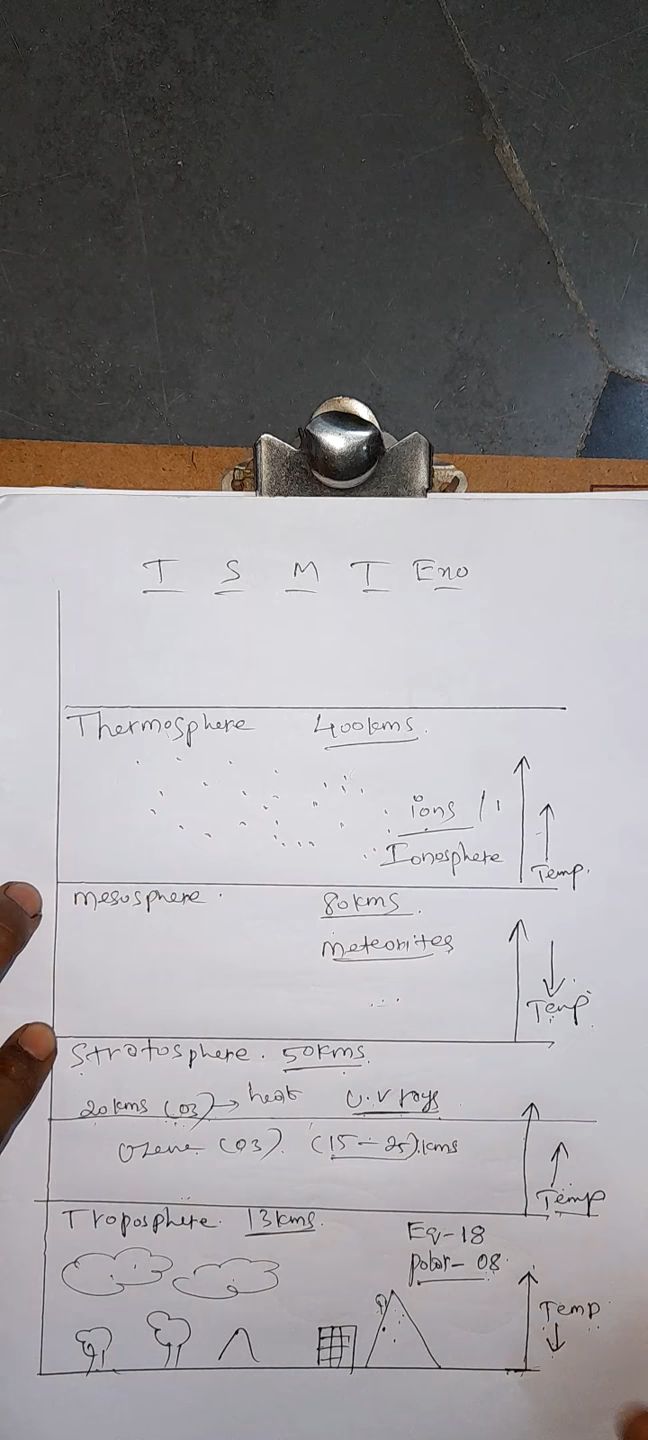 T S M T Exo
Thermosphere 400kms.
ions
Ionosphere
Temp.
Mesosphere. 80kms.
Meteorites
Temp.
Stratosphere. 50kms.
20kms (O3) → heat U.V rays
Ozone (O3). (15-25).kms
Temp
Troposphere. 13kms.
Eq-18
polar- 08.
Temp